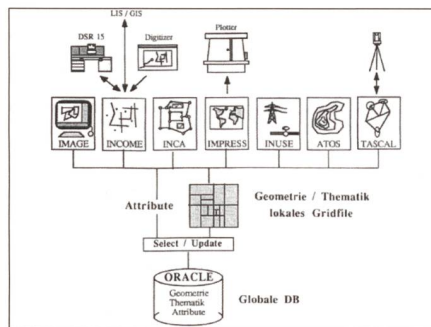 LIS / GIS
DSR 15
Digitizer
Plotter
IMAGE INCOME INCA IMPRESS INUSE ATOS TASCAL
Geometrie / Thematik
Attribute
lokales Gridfile
Select / Update
ORACLE
Geometrie
Thematik
Attribute
Globale DB